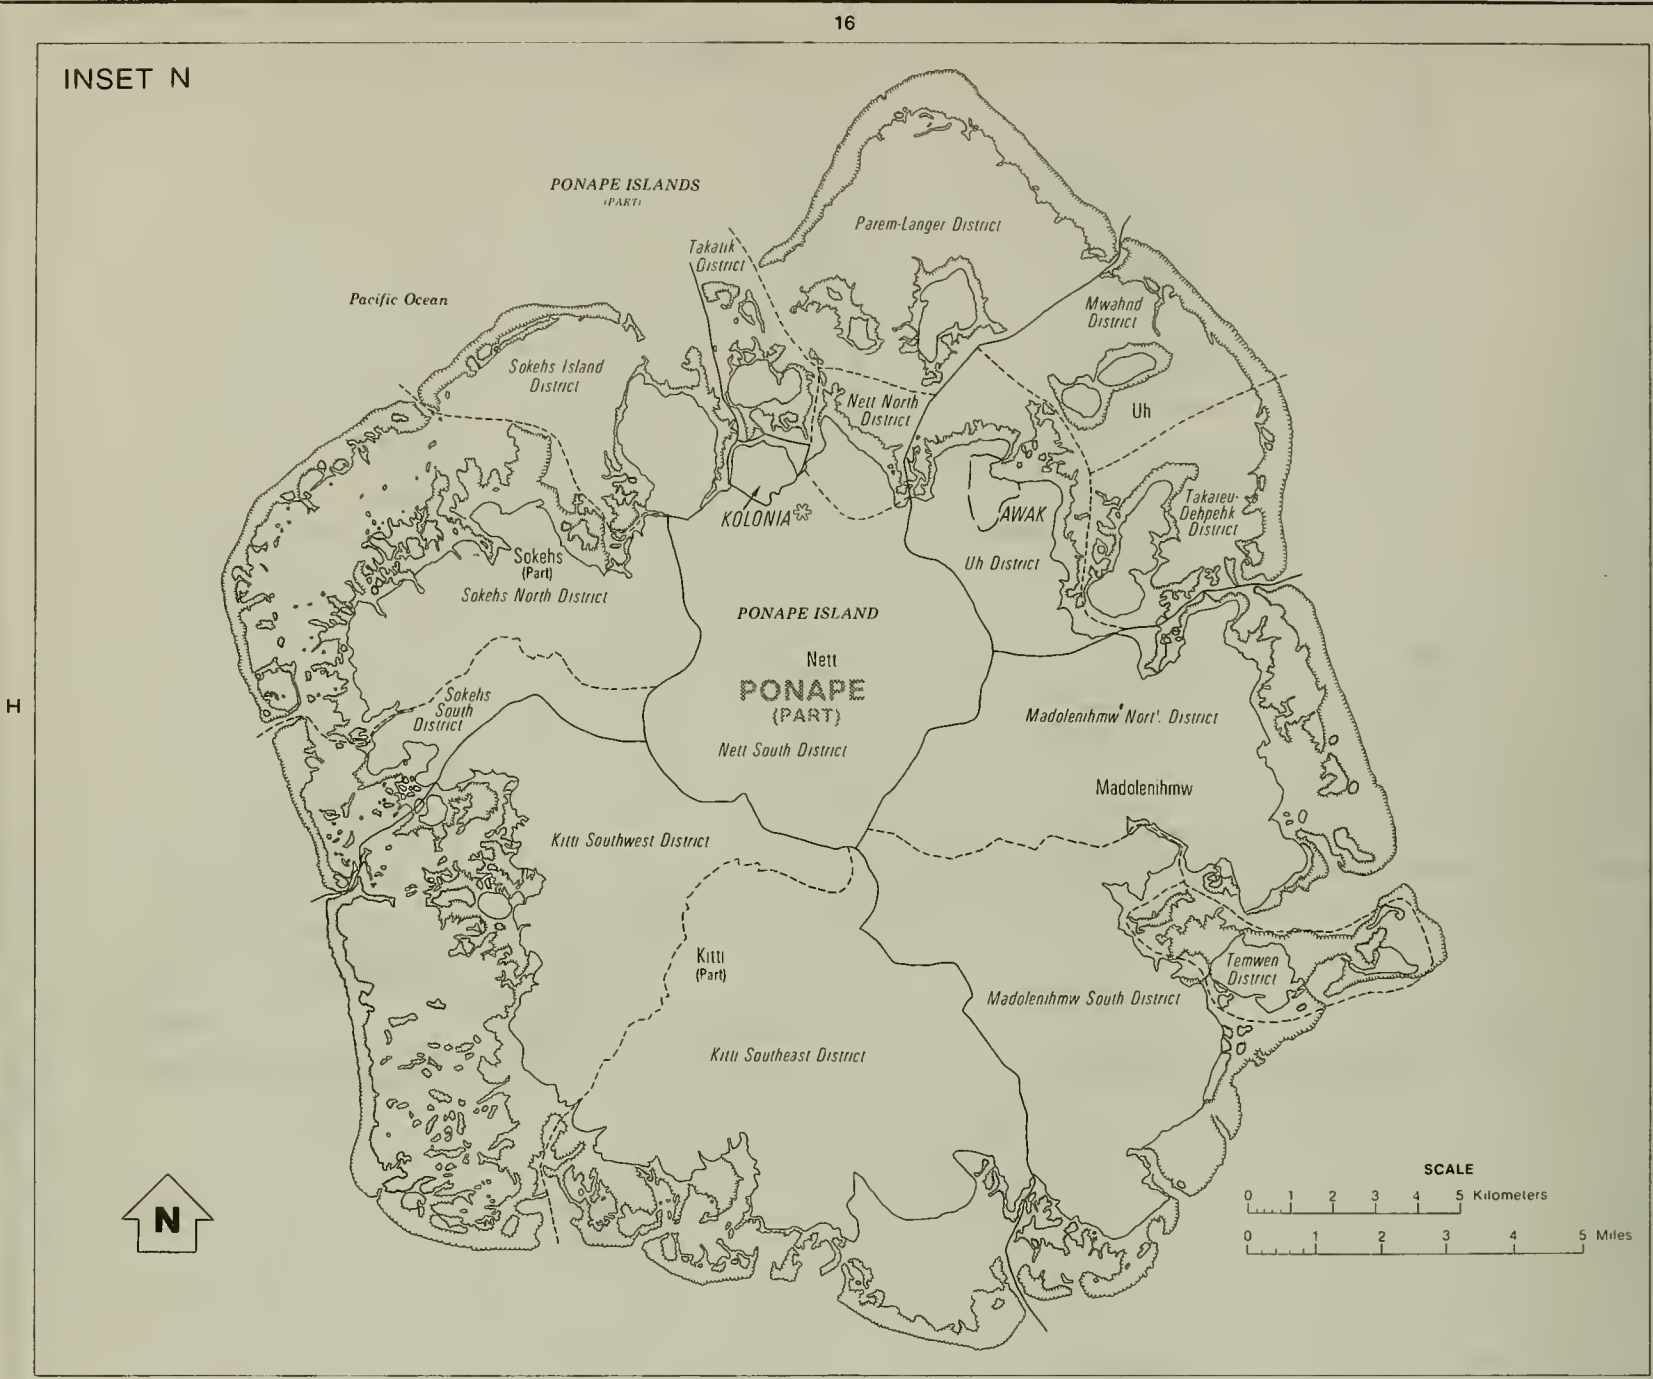 16
INSET N
PONAPE ISLANDS
(PART)
Parem-Langer District
Takatik
District
Pacific Ocean
Mwahnd
District
Sokehs Island
District
Nett North
District
Uh
KOLONIA*
AWAK
Takaieu-
Dehpehk
District
Sokehs
(Part)
Uh District
Sokehs North District
PONAPE ISLAND
Nett
PONAPE
(PART)
Sokehs
South
District
H
Madolenihmw Nort'. District
Nett South District
Madolenihmw
Kitti Southwest District
Kitti
(Part)
Temwen
District
Madolenihmw South District
Kitti Southeast District
N
SCALE
0 1 2 3 4 5 Kilometers
0 1 2 3 4 5 Miles